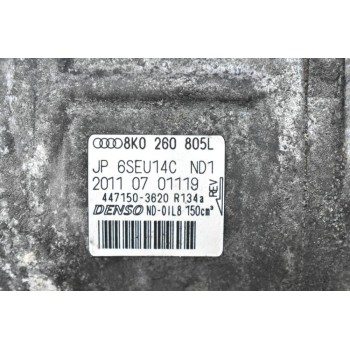 8K0 260 805L
JP 6SEU14C ND1
2011 07 01119
REV
447150-3620 R134a
DENSO ND-OIL8 150cm³